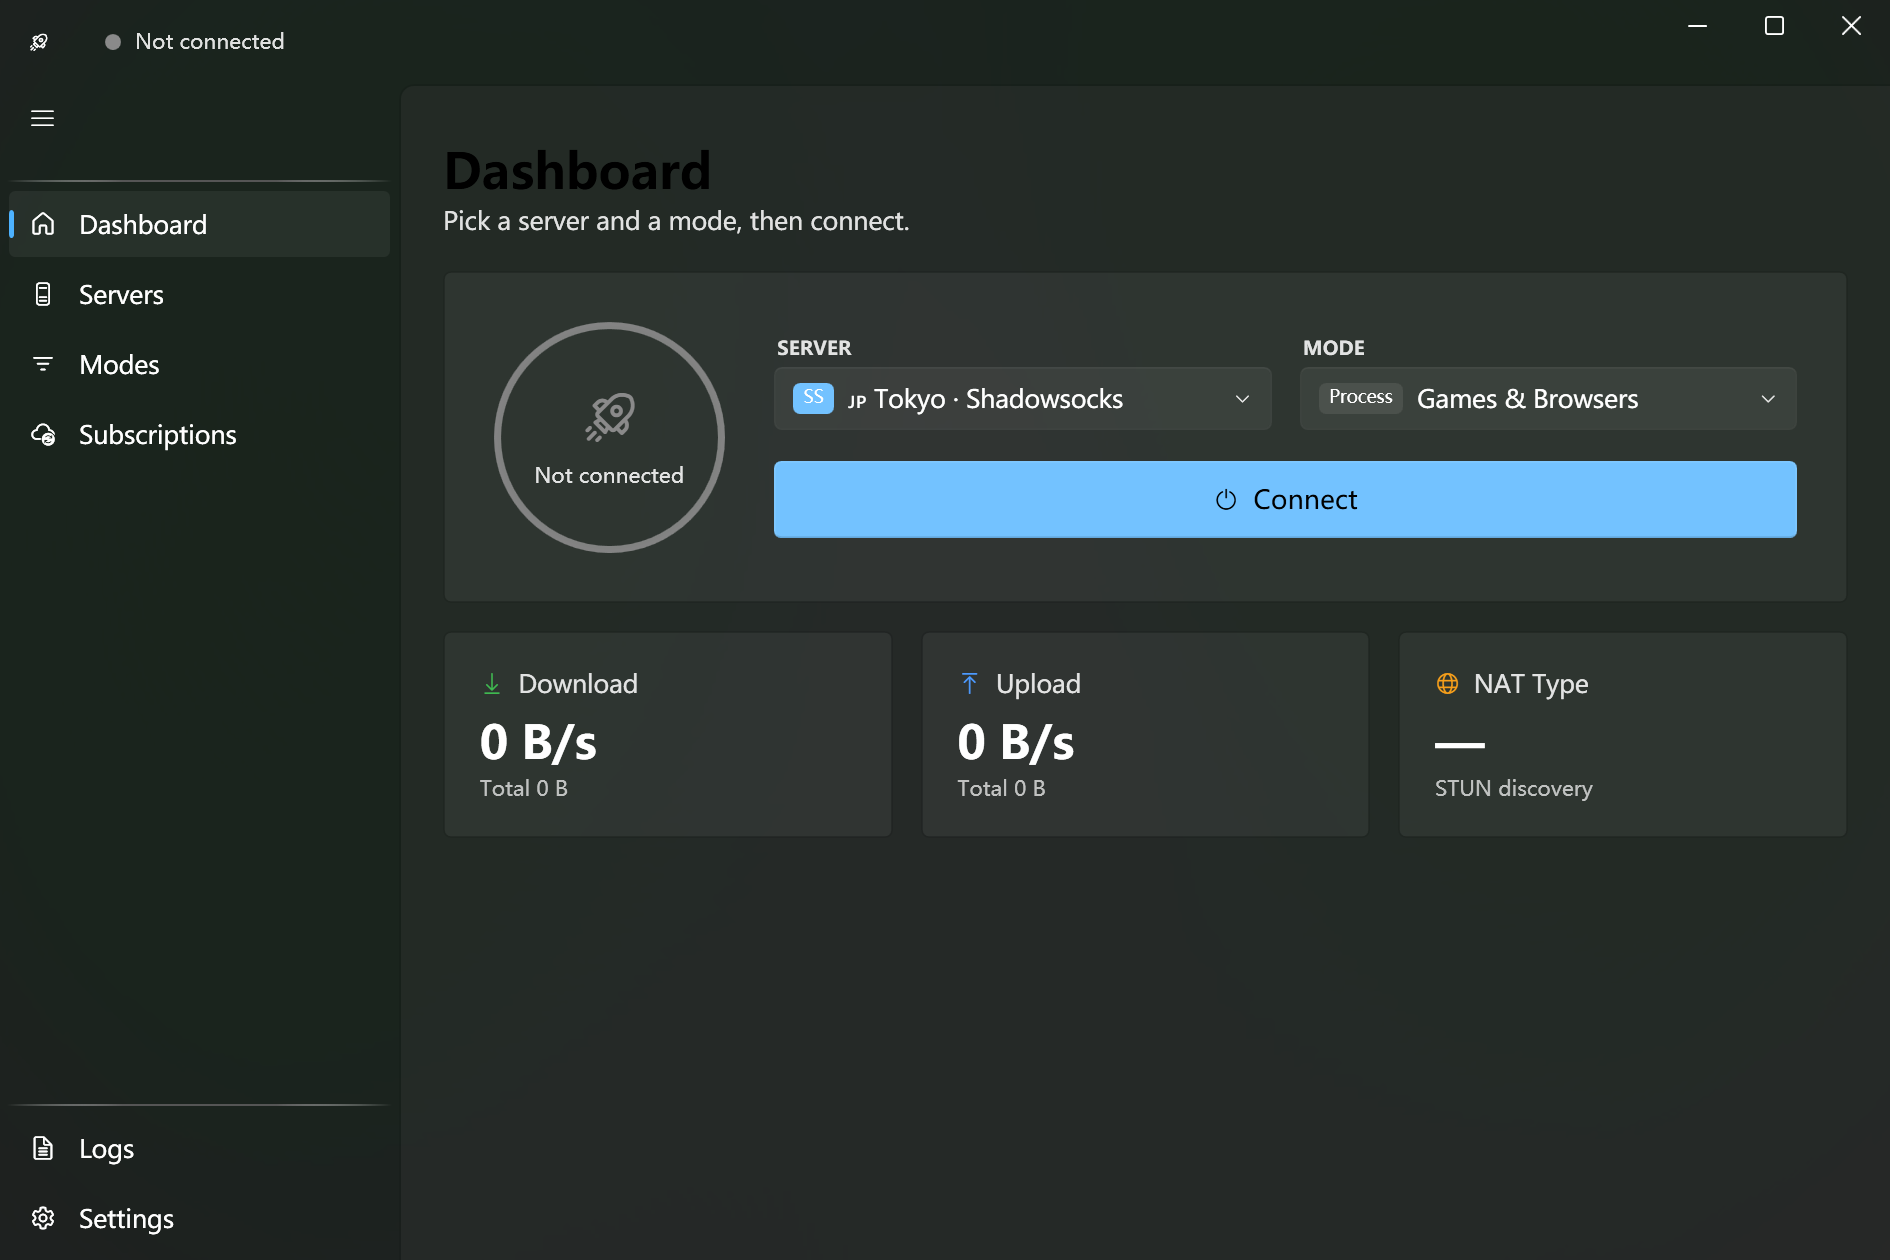 Not connected
Dashboard
Servers
Modes
Subscriptions
Logs
Settings
Dashboard
Pick a server and a mode, then connect.
Not connected
SERVER
SS JP Tokyo · Shadowsocks
MODE
Process Games & Browsers
Connect
Download
0 B/s
Total 0 B
Upload
0 B/s
Total 0 B
NAT Type
—
STUN discovery